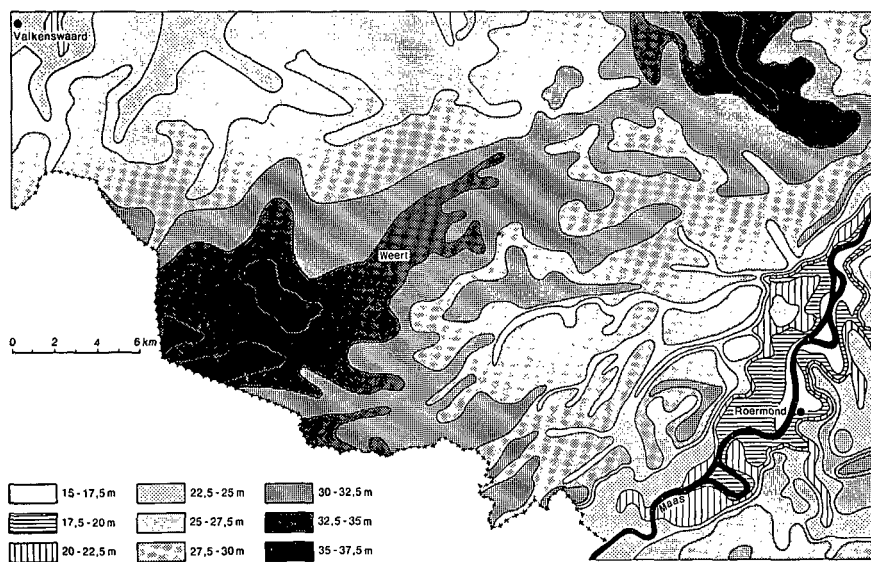 Valkenswaard
Weert
0 2 4 6 km
Roermond
Maas
15 - 17,5 m
17,5 - 20 m
20 - 22,5 m
22,5 - 25 m
25 - 27,5 m
27,5 - 30 m
30 - 32,5 m
32,5 - 35 m
35 - 37,5 m